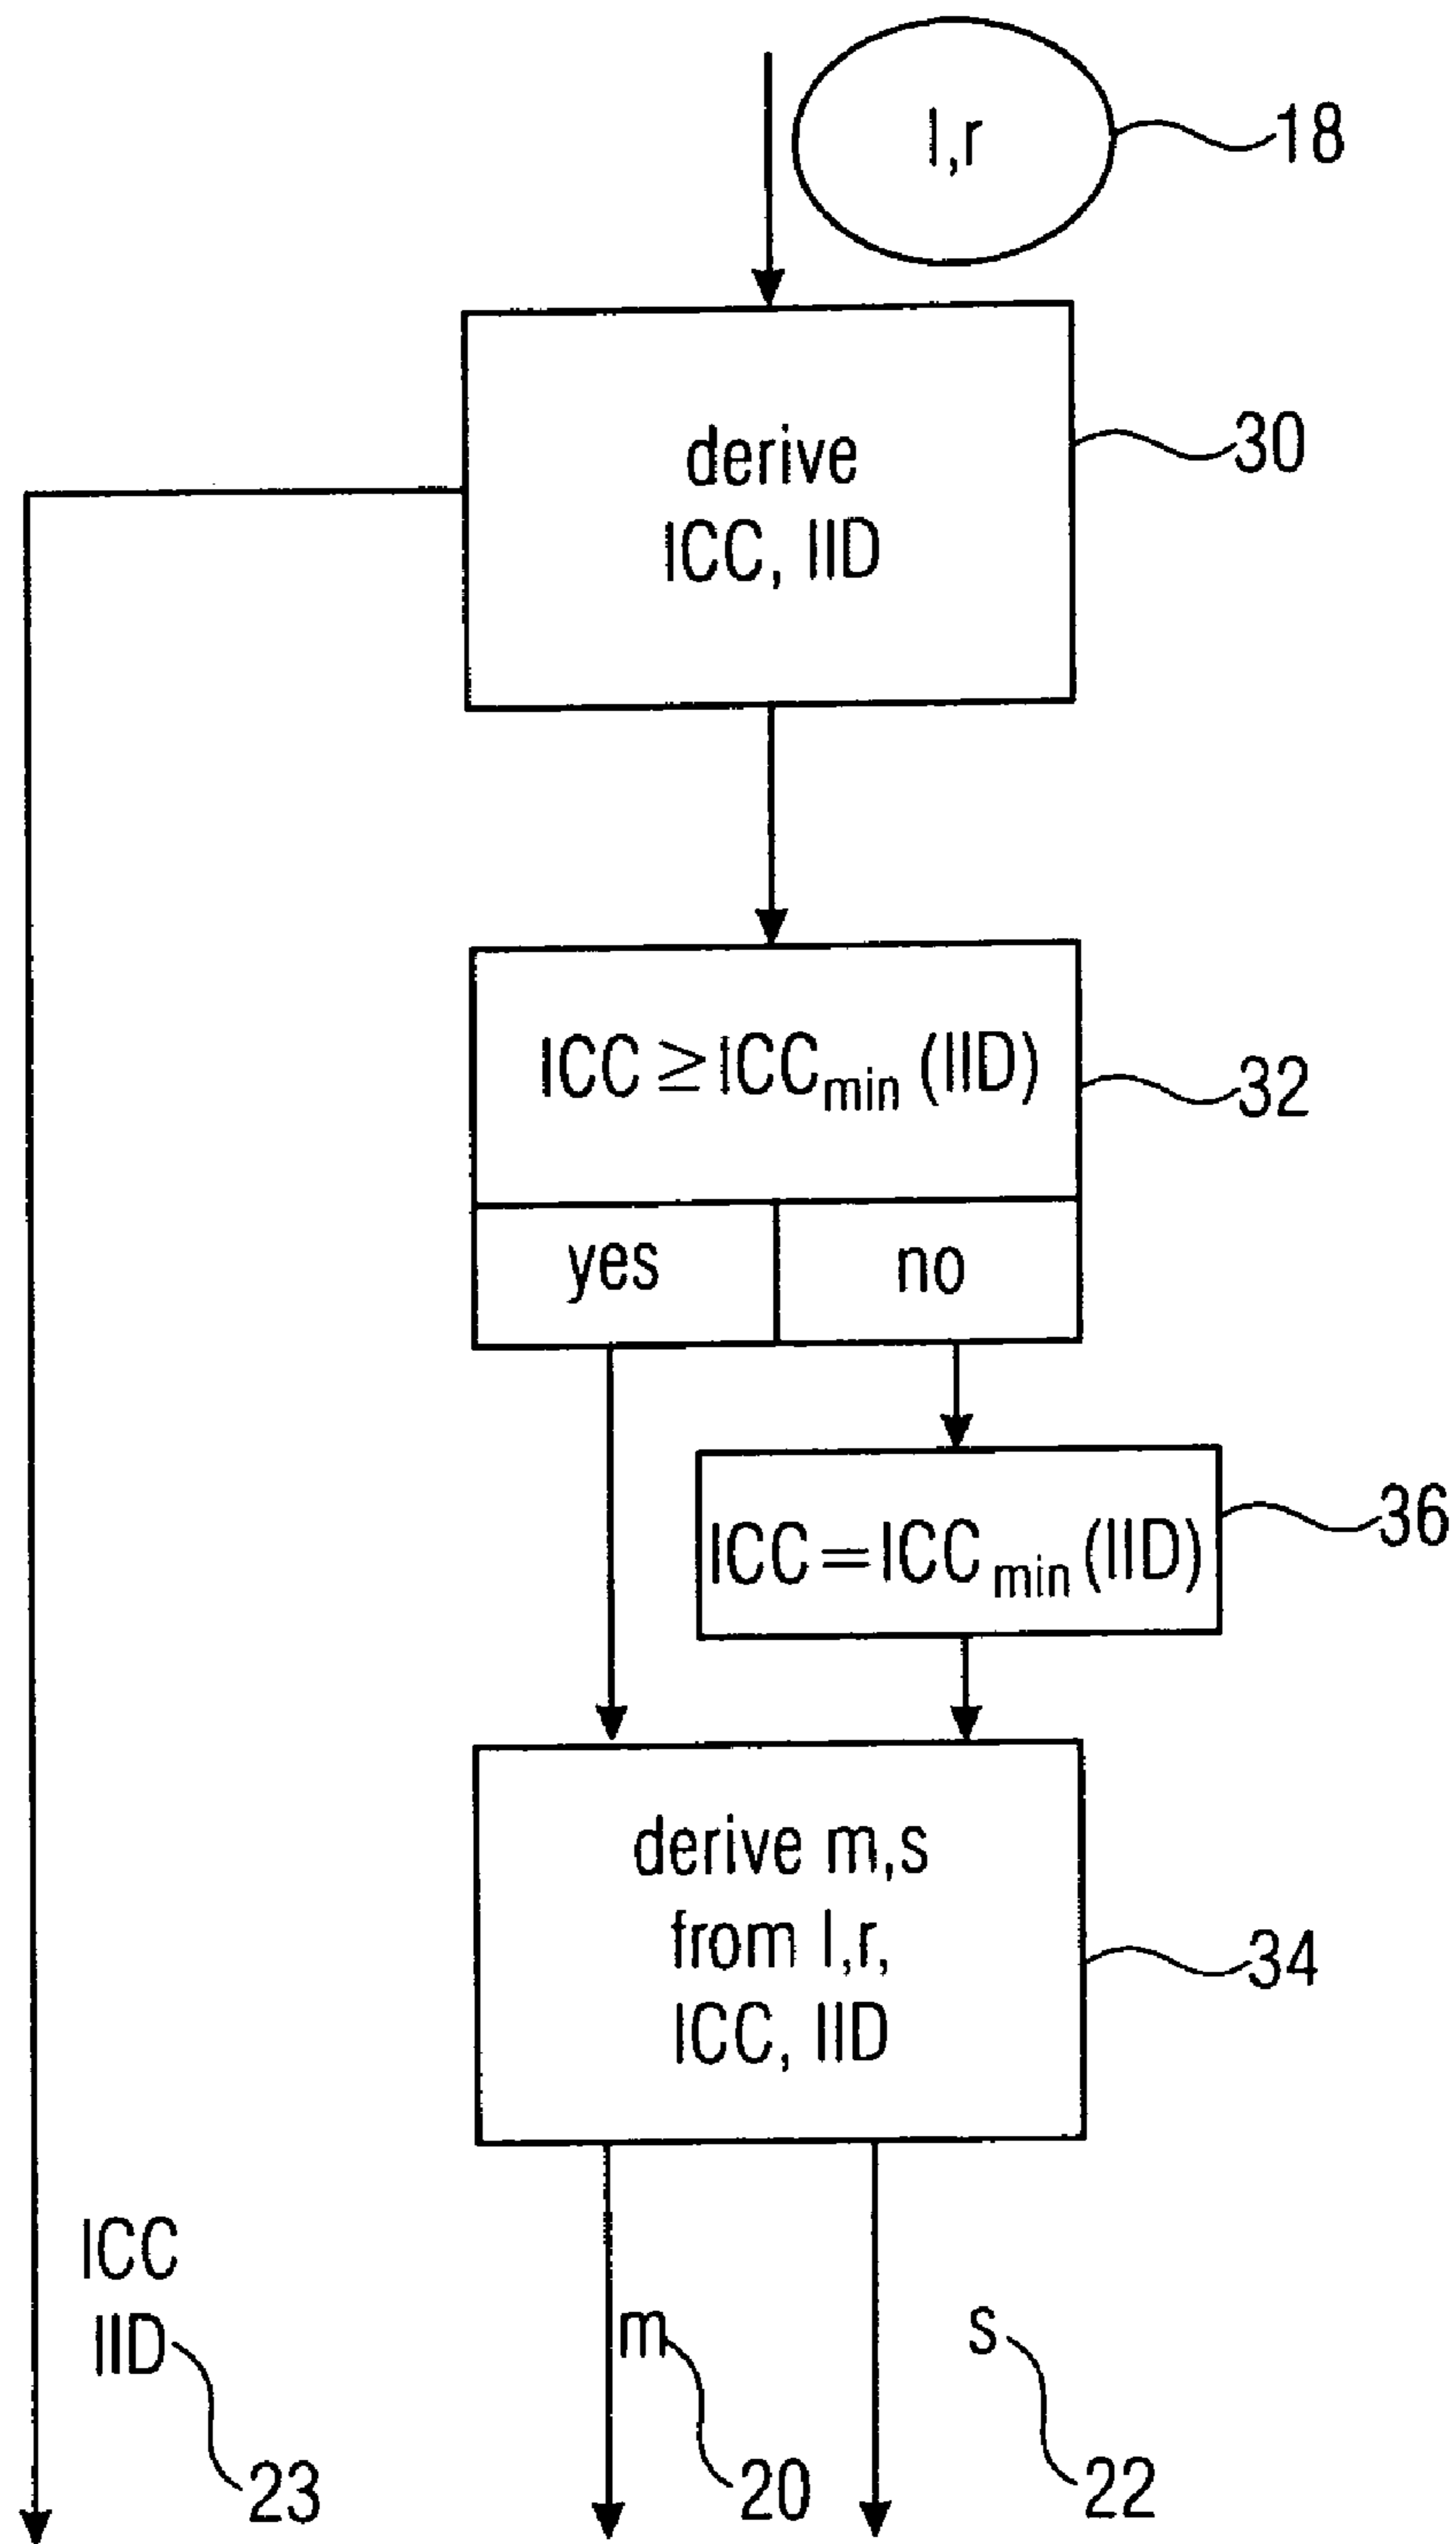 l,r
18
derive
ICC, IID
30
ICC ≥ ICCmin (IID)
32
yes
no
ICC = ICCmin (IID)
36
derive m,s
from l,r,
ICC, IID
34
ICC
IID
m
s
23
20
22